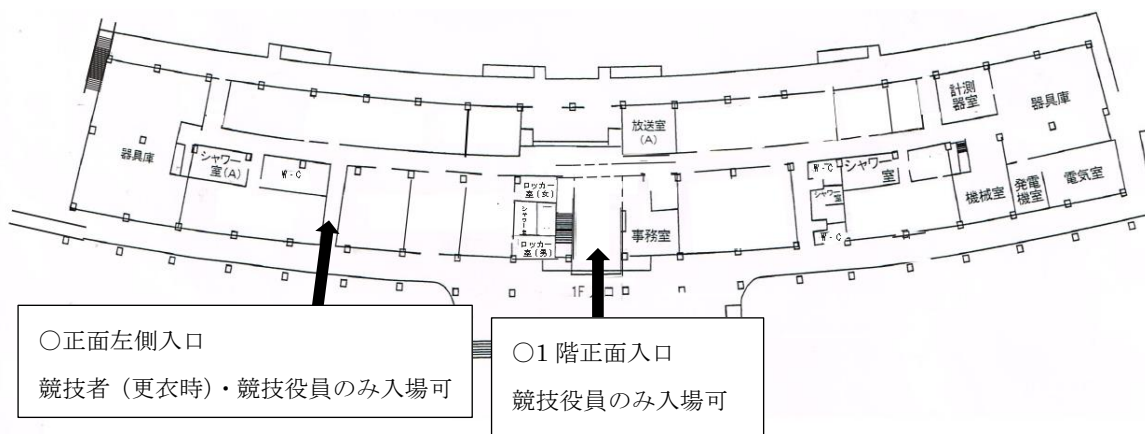 計測
器室
器具庫
放送室
(A)
器具庫
シャワー
室(A)
W・C
ロッカー
室(女)
シャワー室
ロッカー
室(男)
事務室
W・C
シャワー
室
シャワー
室
W・C
機械室
発電
機室
電気室
1F 入口
○正面左側入口
競技者（更衣時）・競技役員のみ入場可
○1階正面入口
競技役員のみ入場可